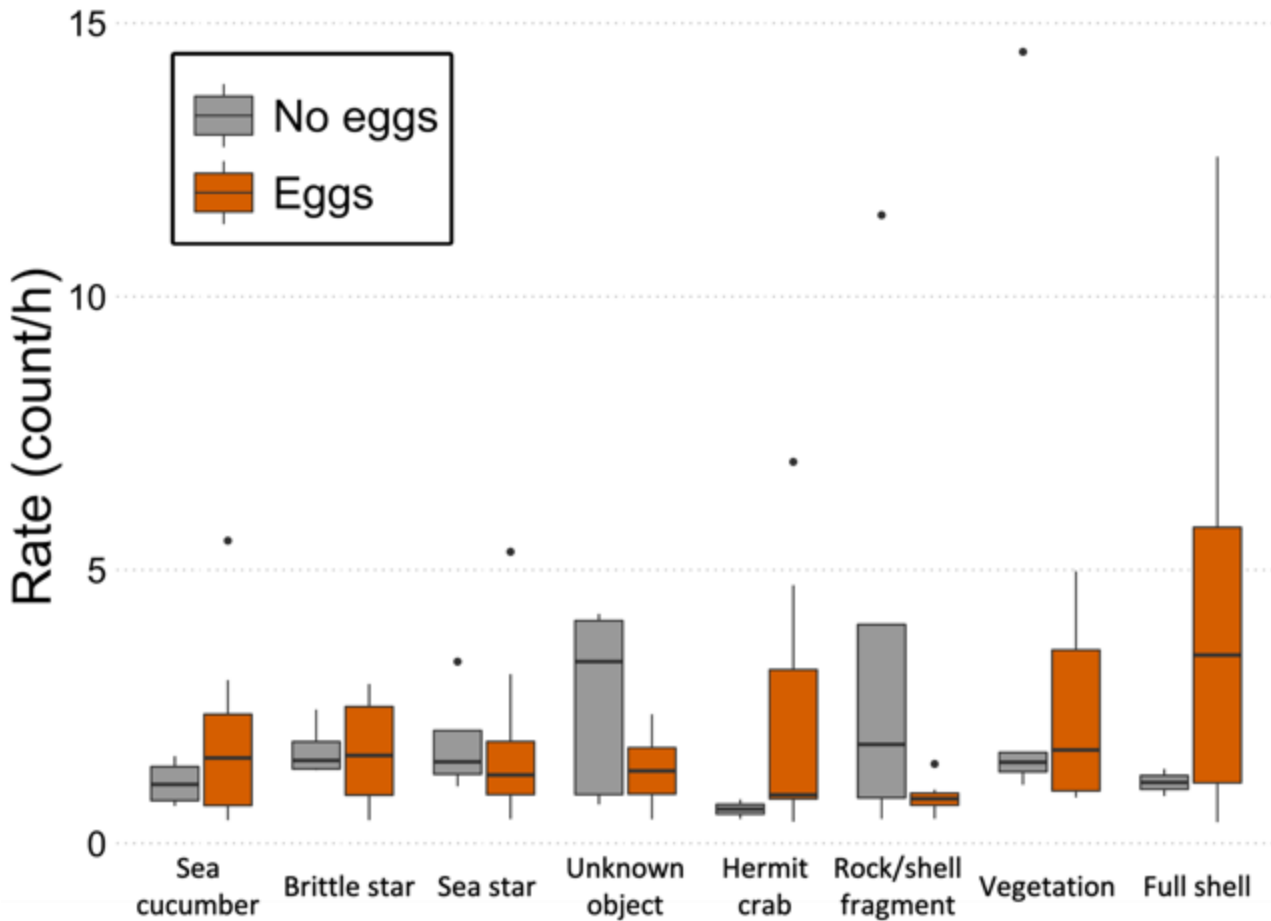 15
No eggs
Eggs
10
Rate (count/h)
5
0
Sea
cucumber
Brittle star
Sea star
Unknown
object
Hermit
crab
Rock/shell
fragment
Vegetation
Full shell